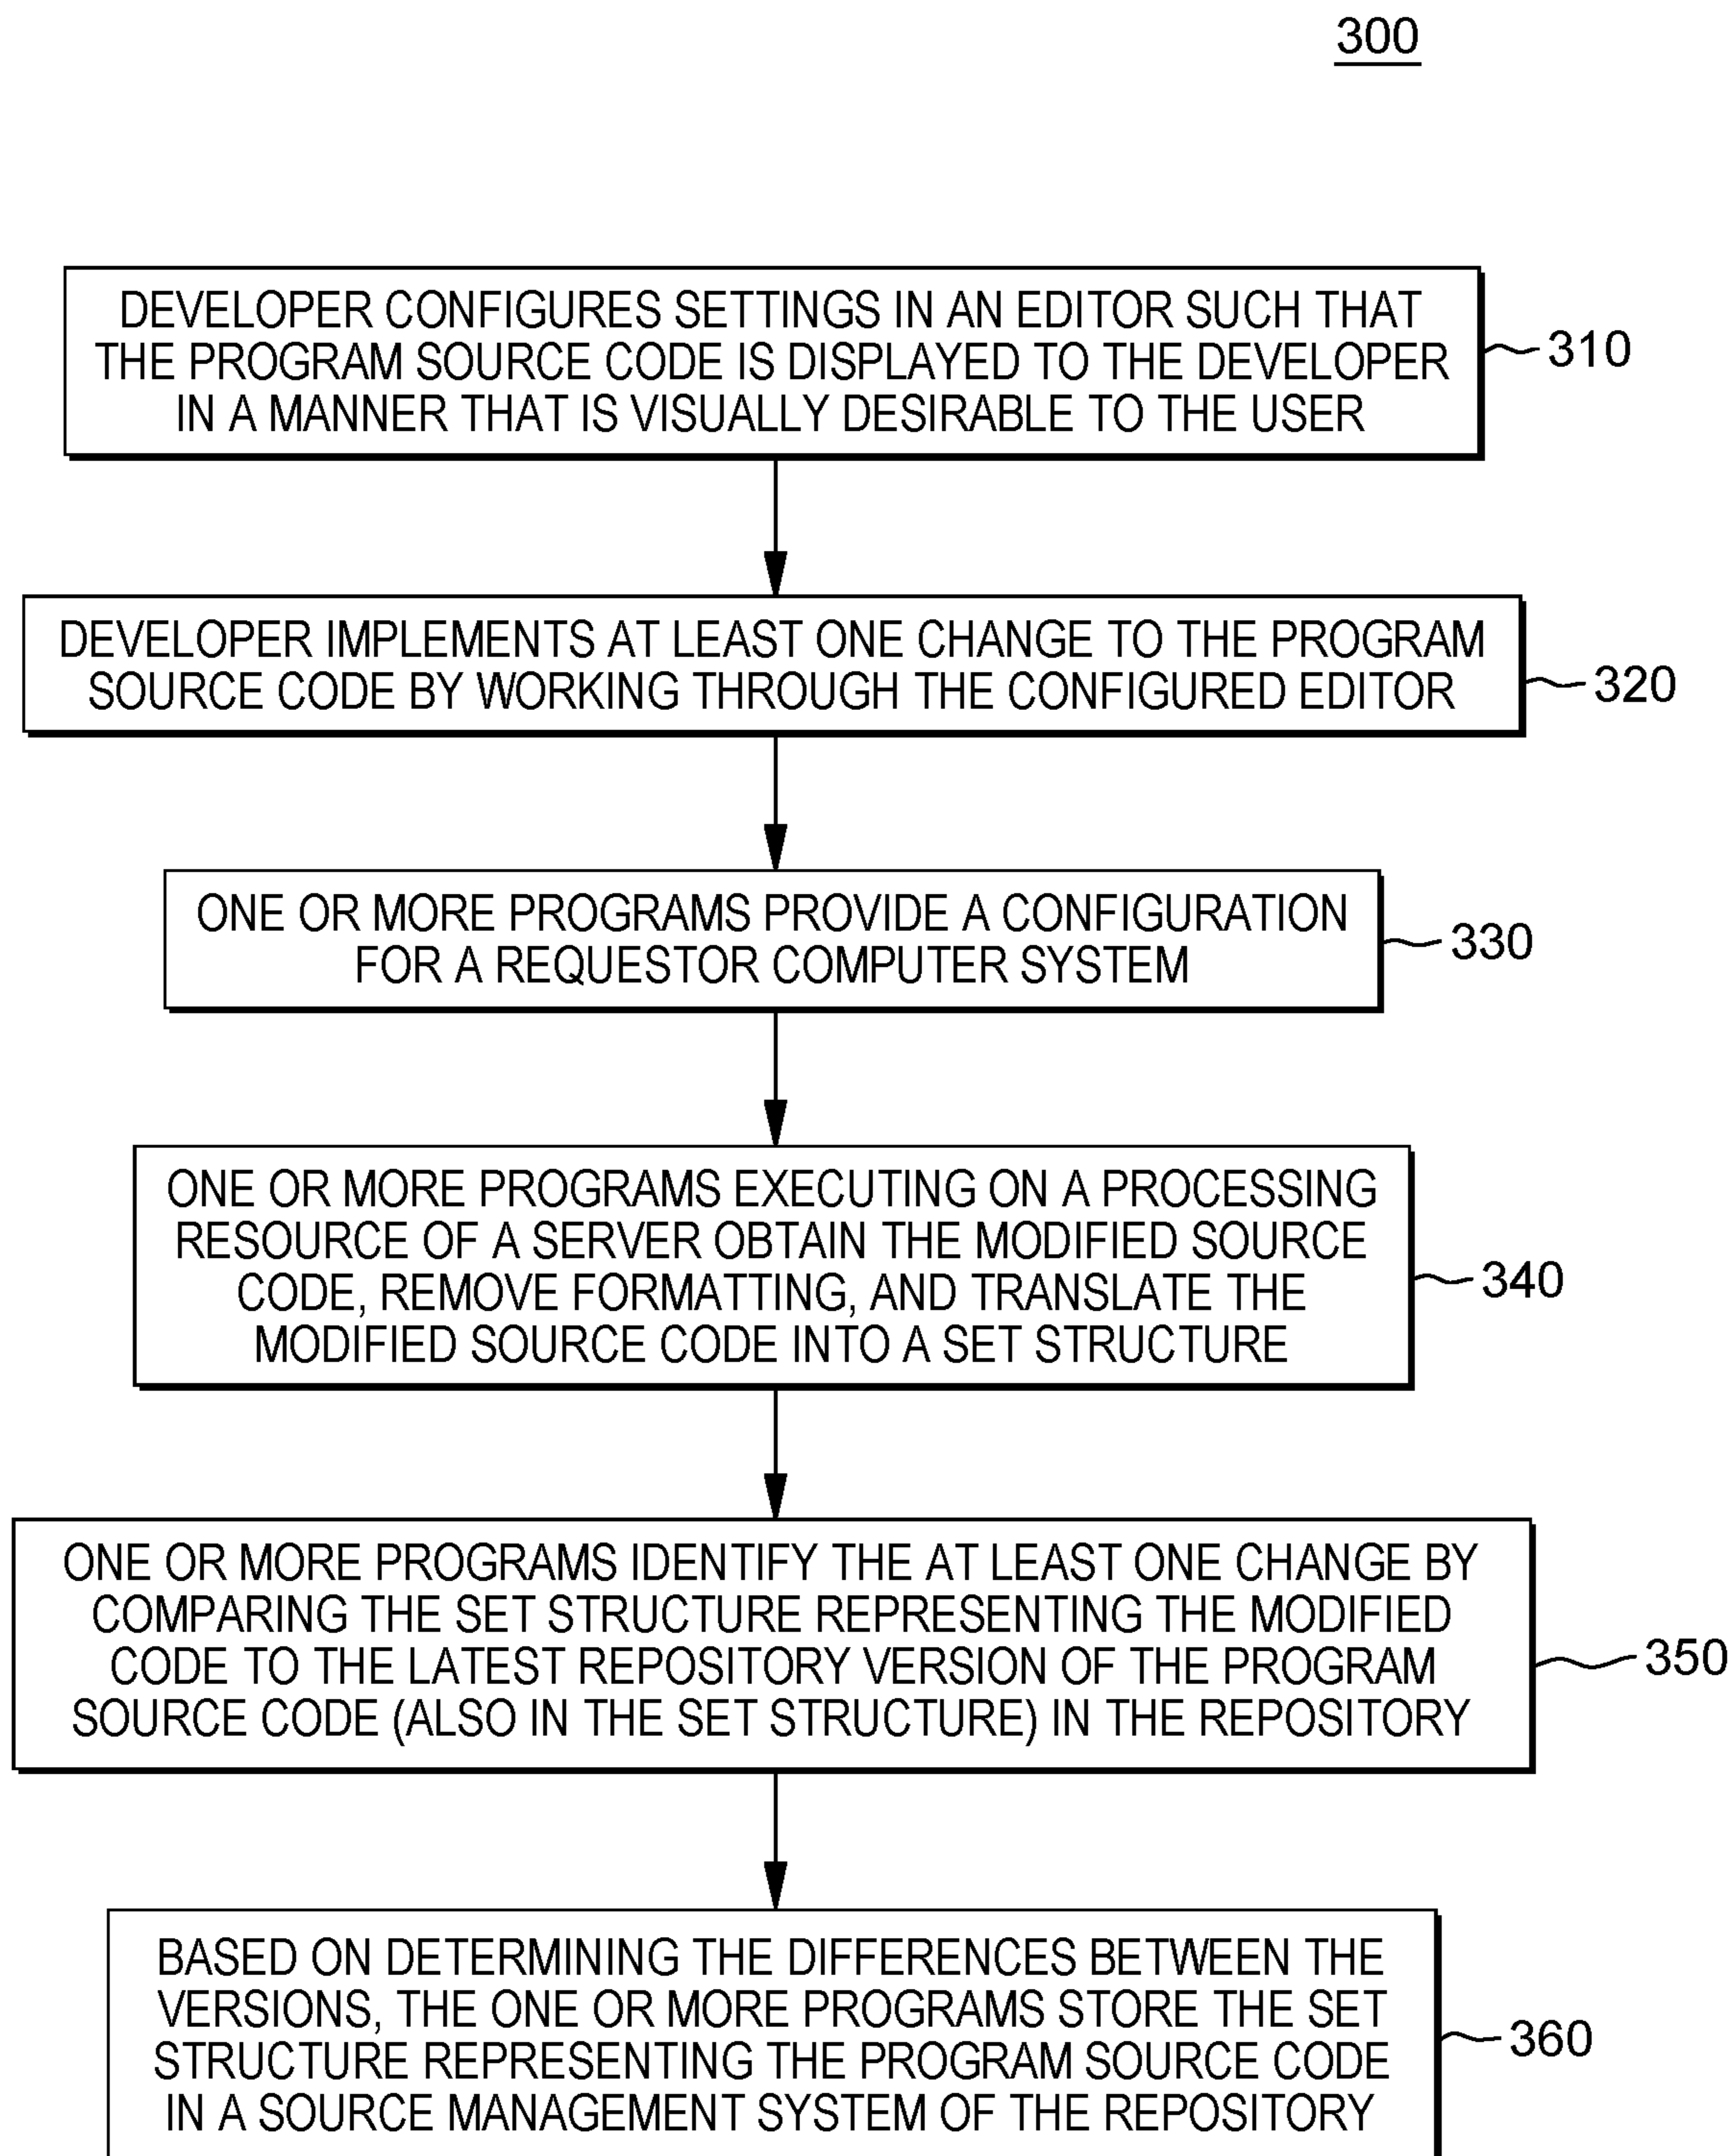 300
DEVELOPER CONFIGURES SETTINGS IN AN EDITOR SUCH THAT
THE PROGRAM SOURCE CODE IS DISPLAYED TO THE DEVELOPER
IN A MANNER THAT IS VISUALLY DESIRABLE TO THE USER
310
DEVELOPER IMPLEMENTS AT LEAST ONE CHANGE TO THE PROGRAM
SOURCE CODE BY WORKING THROUGH THE CONFIGURED EDITOR
320
ONE OR MORE PROGRAMS PROVIDE A CONFIGURATION
FOR A REQUESTOR COMPUTER SYSTEM
330
ONE OR MORE PROGRAMS EXECUTING ON A PROCESSING
RESOURCE OF A SERVER OBTAIN THE MODIFIED SOURCE
CODE, REMOVE FORMATTING, AND TRANSLATE THE
MODIFIED SOURCE CODE INTO A SET STRUCTURE
340
ONE OR MORE PROGRAMS IDENTIFY THE AT LEAST ONE CHANGE BY
COMPARING THE SET STRUCTURE REPRESENTING THE MODIFIED
CODE TO THE LATEST REPOSITORY VERSION OF THE PROGRAM
SOURCE CODE (ALSO IN THE SET STRUCTURE) IN THE REPOSITORY
350
BASED ON DETERMINING THE DIFFERENCES BETWEEN THE
VERSIONS, THE ONE OR MORE PROGRAMS STORE THE SET
STRUCTURE REPRESENTING THE PROGRAM SOURCE CODE
IN A SOURCE MANAGEMENT SYSTEM OF THE REPOSITORY
360